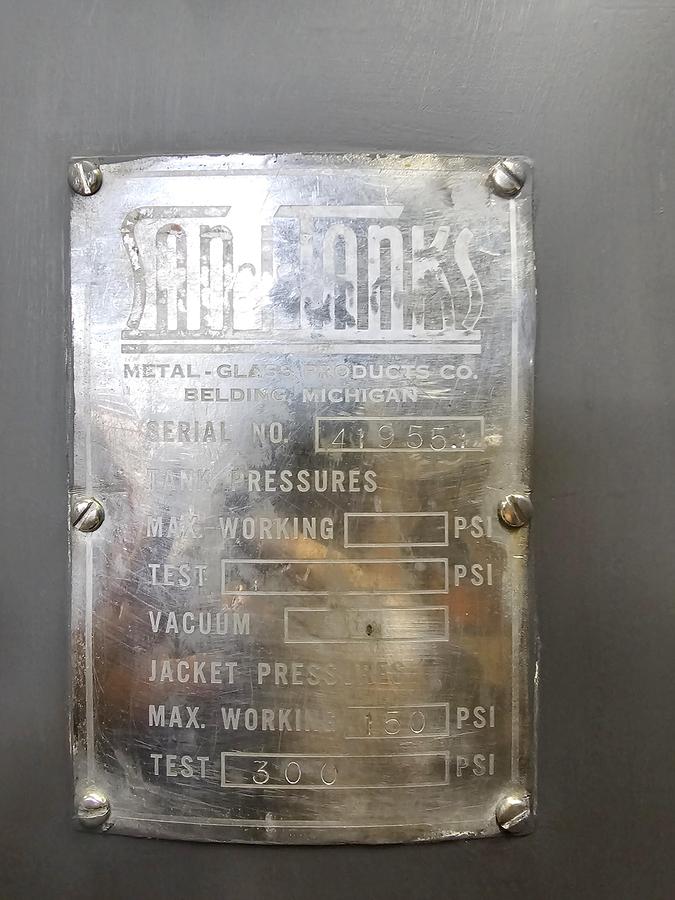 SANI TANKS
METAL-GLASS PRODUCTS CO.
BELDING, MICHIGAN
SERIAL NO.
TANK PRESSURES
MAX. WORKING PSI
TEST PSI
VACUUM
JACKET PRESSURES
MAX. WORKING 150 PSI
TEST 300 PSI